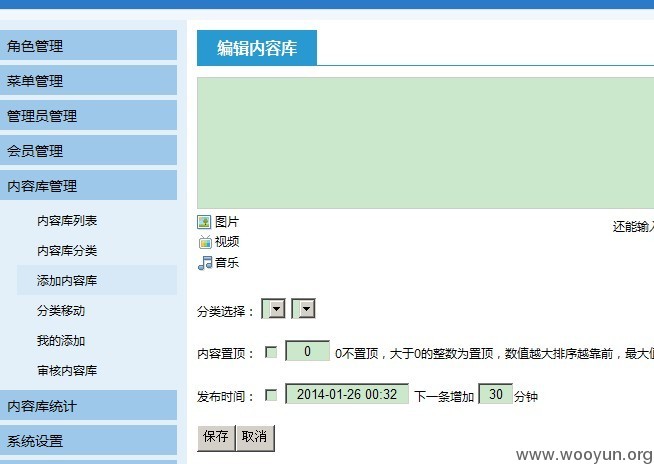 角色管理
菜单管理
管理员管理
会员管理
内容库管理
内容库列表
内容库分类
添加内容库
分类移动
我的添加
审核内容库
内容库统计
系统设置
编辑内容库
图片
还能输入
视频
音乐
分类选择：
内容置顶： 0 0不置顶，大于0的整数为置顶，数值越大排序越靠前，最大值
发布时间： 2014-01-26 00:32 下一条增加 30 分钟
保存 取消
www.wooyun.org